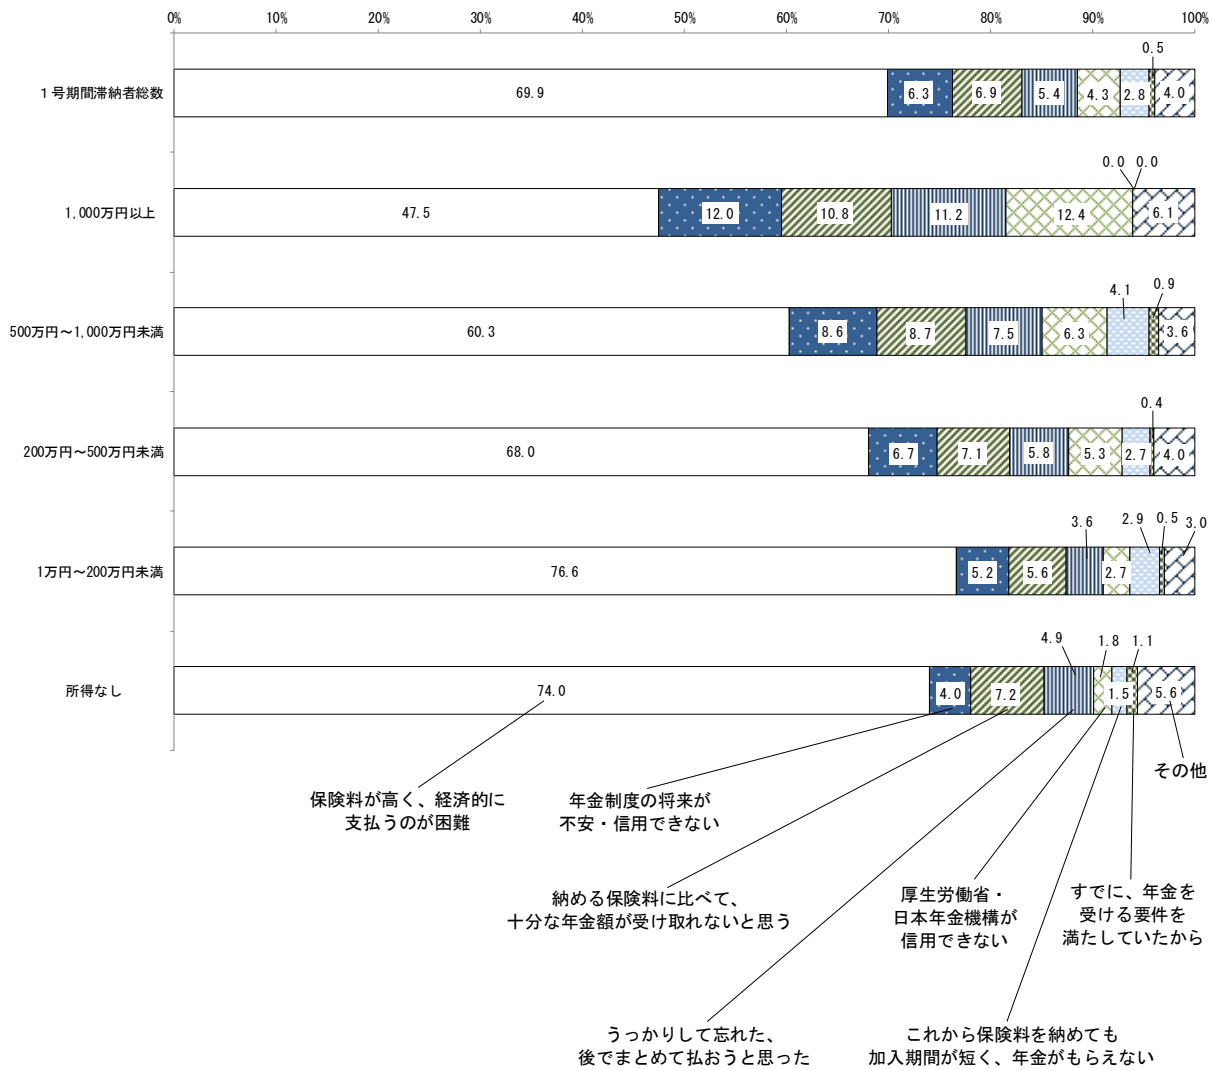 0% 10% 20% 30% 40% 50% 60% 70% 80% 90% 100%
0.5
１号期間滞納者総数 69.9 6.3 6.9 5.4 4.3 2.8 4.0
0.0 0.0
1,000万円以上 47.5 12.0 10.8 11.2 12.4 6.1
4.1 0.9
500万円～1,000万円未満 60.3 8.6 8.7 7.5 6.3 3.6
0.4
200万円～500万円未満 68.0 6.7 7.1 5.8 5.3 2.7 4.0
3.6 2.9 0.5 3.0
1万円～200万円未満 76.6 5.2 5.6 2.7
4.9 1.8 1.1
所得なし 74.0 4.0 7.2 1.5 5.6
その他
保険料が高く、経済的に
支払うのが困難
年金制度の将来が
不安・信用できない
納める保険料に比べて、
十分な年金額が受け取れないと思う
厚生労働省・
日本年金機構が
信用できない
すでに、年金を
受ける要件を
満たしていたから
うっかりして忘れた、
後でまとめて払おうと思った
これから保険料を納めても
加入期間が短く、年金がもらえない